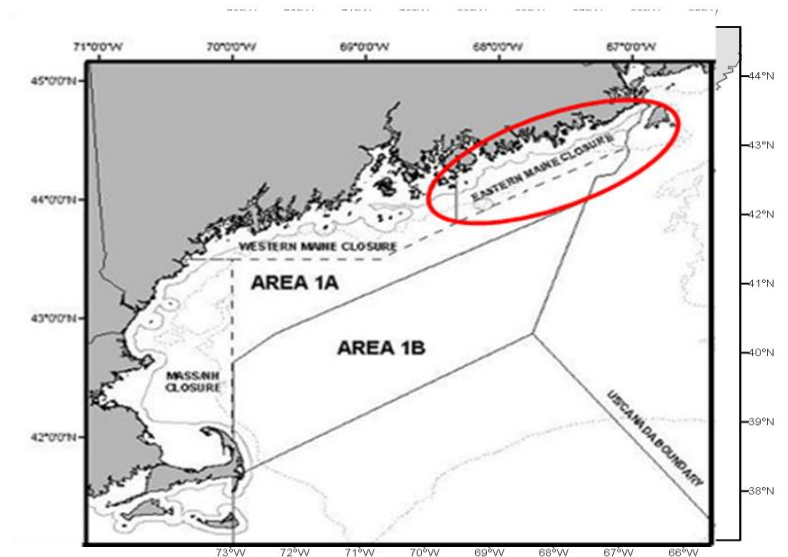 71°0'0"W 70°0'0"W 69°0'0"W 68°0'0"W 67°0'0"W
45°0'0"N
44°N
EASTERN MAINE CLOSURE
43°N
44°0'0"N
42°N
WESTERN MAINE CLOSURE
AREA 1A
41°N
43°0'0"N
AREA 1B
40°N
MASS/NH
CLOSURE
US/CANADA BOUNDARY
39°N
42°0'0"N
38°N
73°W 72°W 71°W 70°W 69°W 68°W 67°W 66°W